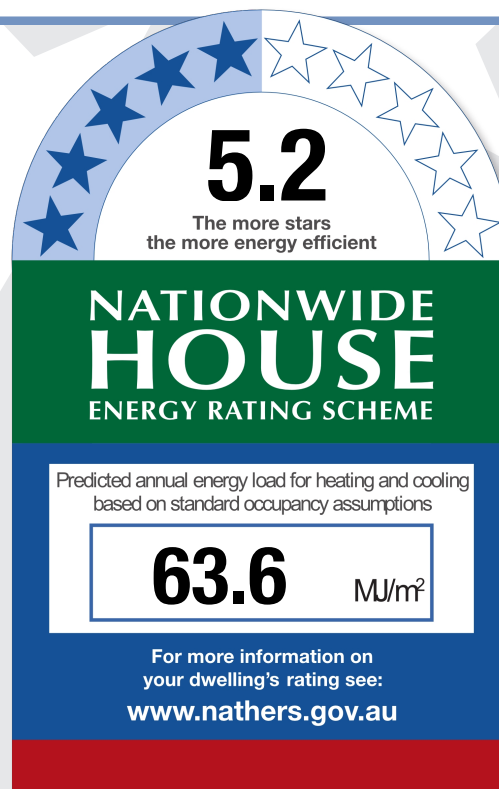 5.2
The more stars
the more energy efficient
NATIONWIDE
HOUSE
ENERGY RATING SCHEME
Predicted annual energy load for heating and cooling
based on standard occupancy assumptions
63.6 MJ/m²
For more information on
your dwelling's rating see:
www.nathers.gov.au